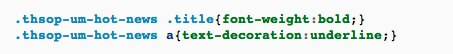 .thsop-um-hot-news .title{font-weight:bold;}
.thsop-um-hot-news a{text-decoration:underline;}